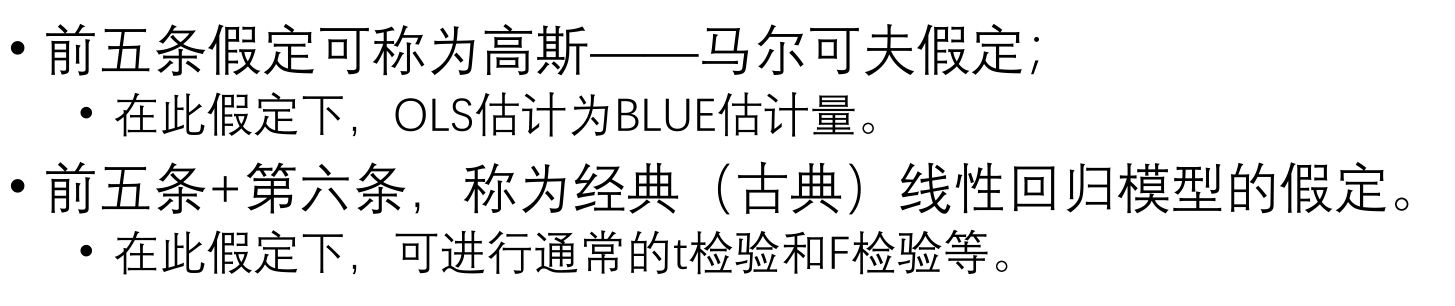 • 前五条假定可称为高斯——马尔可夫假定;
• 在此假定下，OLS估计为BLUE估计量。
• 前五条+第六条，称为经典（古典）线性回归模型的假定。
• 在此假定下，可进行通常的t检验和F检验等。